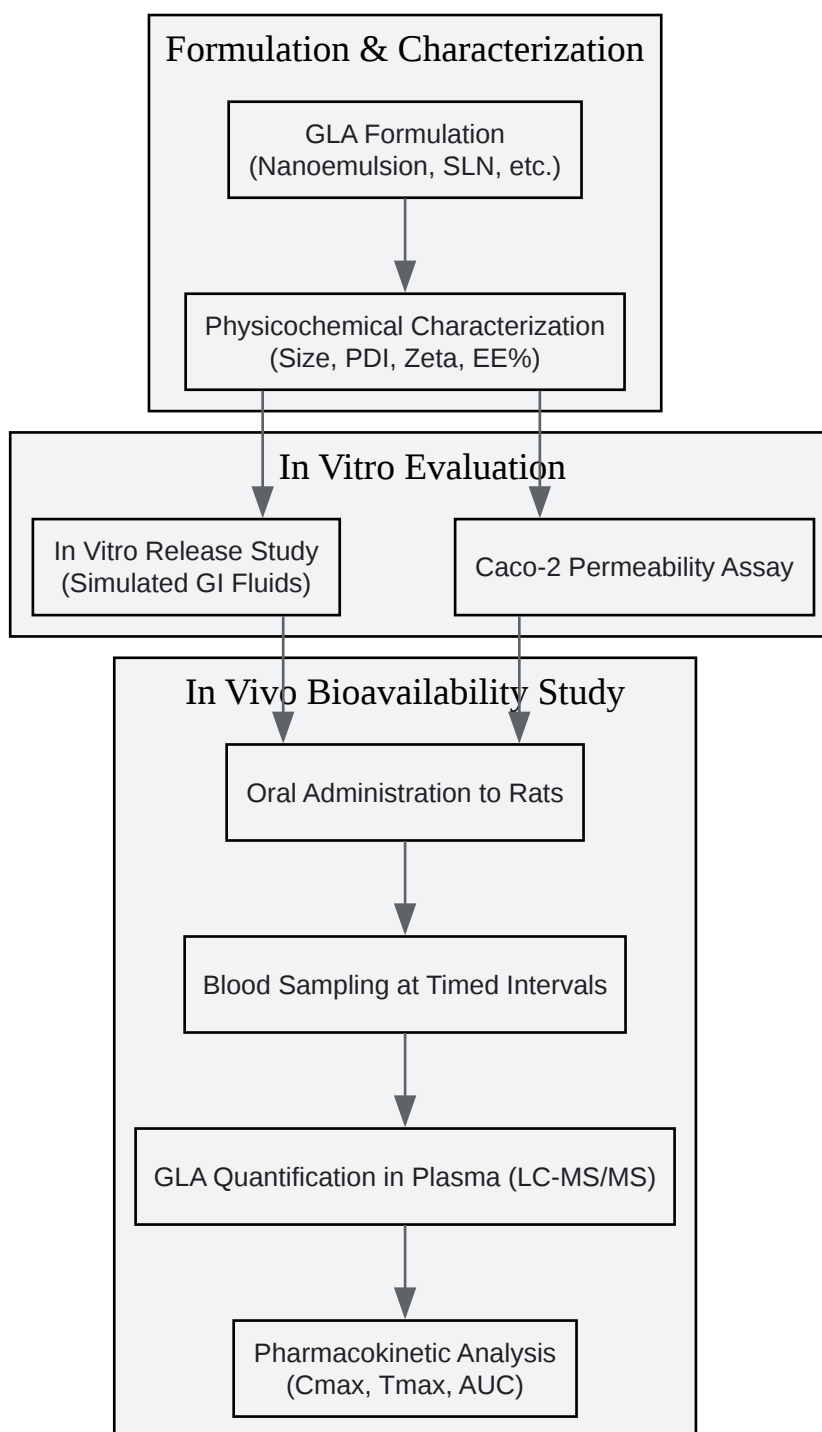 Formulation & Characterization
GLA Formulation
(Nanoemulsion, SLN, etc.)
Physicochemical Characterization
(Size, PDI, Zeta, EE%)
In Vitro Evaluation
In Vitro Release Study
(Simulated GI Fluids)
Caco-2 Permeability Assay
In Vivo Bioavailability Study
Oral Administration to Rats
Blood Sampling at Timed Intervals
GLA Quantification in Plasma (LC-MS/MS)
Pharmacokinetic Analysis
(Cmax, Tmax, AUC)